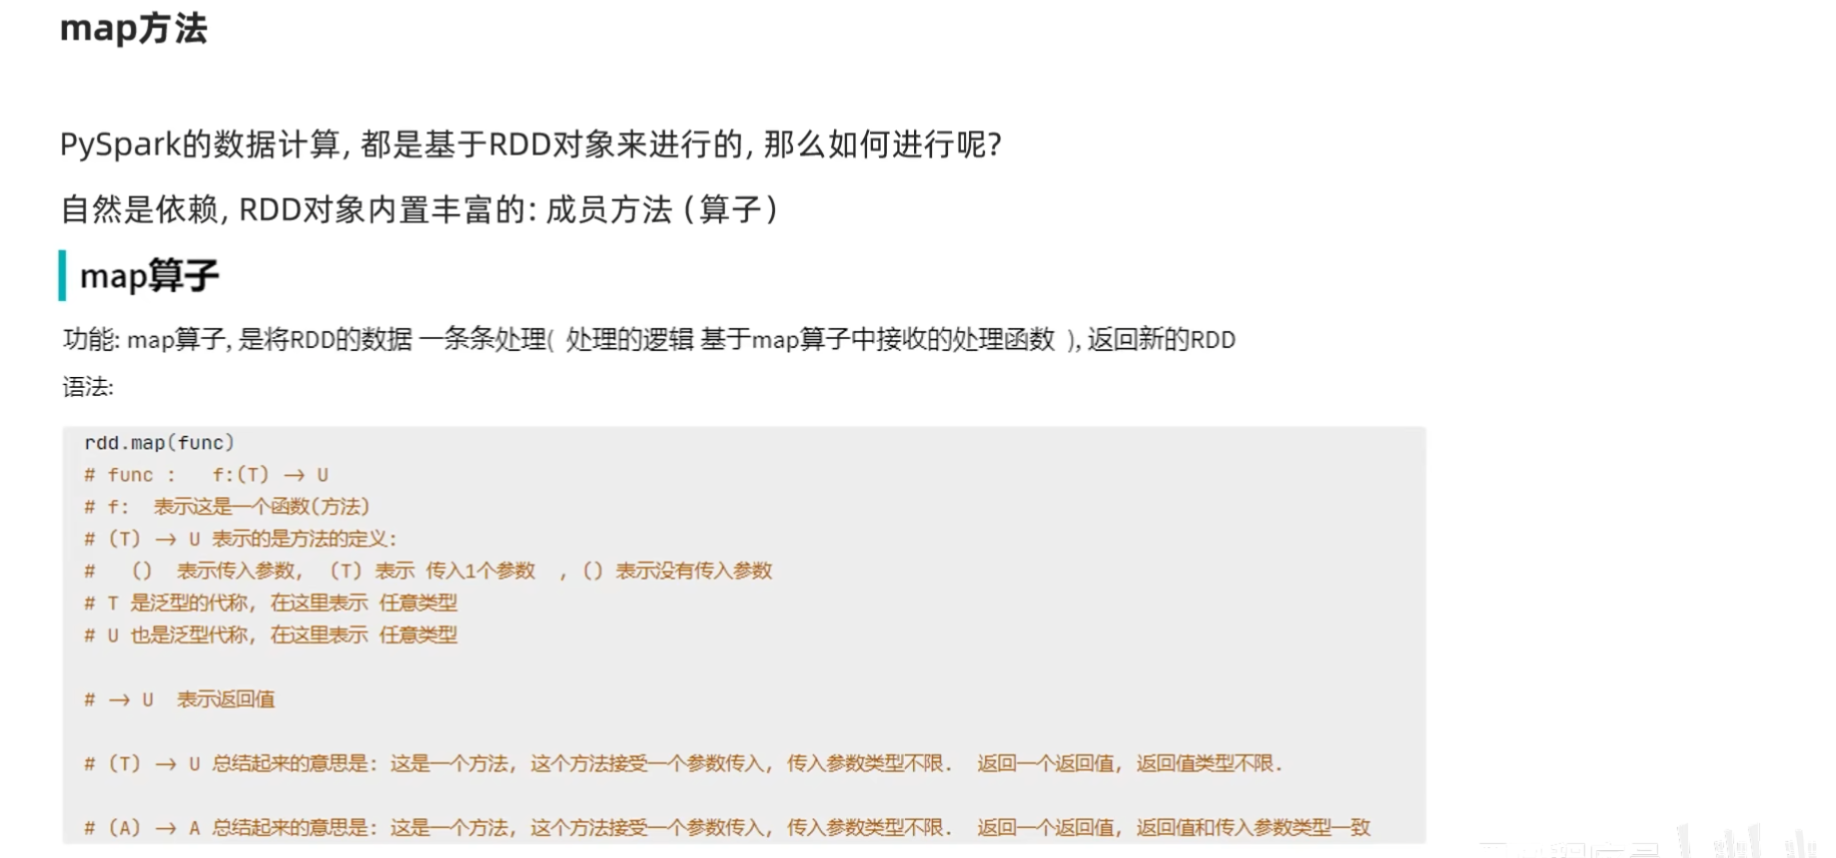 map方法
PySpark的数据计算, 都是基于RDD对象来进行的, 那么如何进行呢?
自然是依赖, RDD对象内置丰富的: 成员方法（算子）
map算子
功能: map算子, 是将RDD的数据 一条条处理( 处理的逻辑 基于map算子中接收的处理函数 ), 返回新的RDD
语法:
rdd.map(func)
# func :   f:(T) → U
# f:  表示这是一个函数(方法)
# (T) → U 表示的是方法的定义:
#   () 表示传入参数, (T) 表示 传入1个参数  , () 表示没有传入参数
# T 是泛型的代称, 在这里表示 任意类型
# U 也是泛型代称, 在这里表示 任意类型
# → U  表示返回值
# (T) → U 总结起来的意思是: 这是一个方法, 这个方法接受一个参数传入, 传入参数类型不限.  返回一个返回值, 返回值类型不限.
# (A) → A 总结起来的意思是: 这是一个方法, 这个方法接受一个参数传入, 传入参数类型不限.  返回一个返回值, 返回值和传入参数类型一致